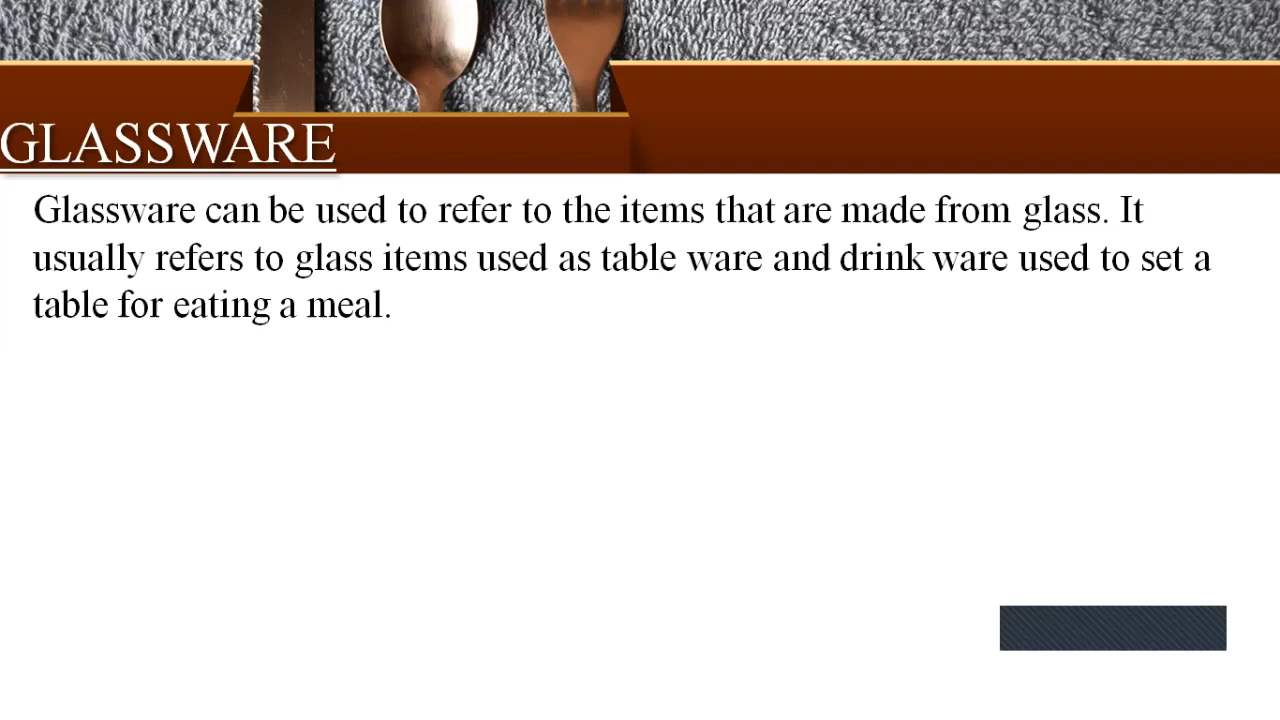 GLASSWARE
Glassware can be used to refer to the items that are made from glass. It
usually refers to glass items used as table ware and drink ware used to set a
table for eating a meal.